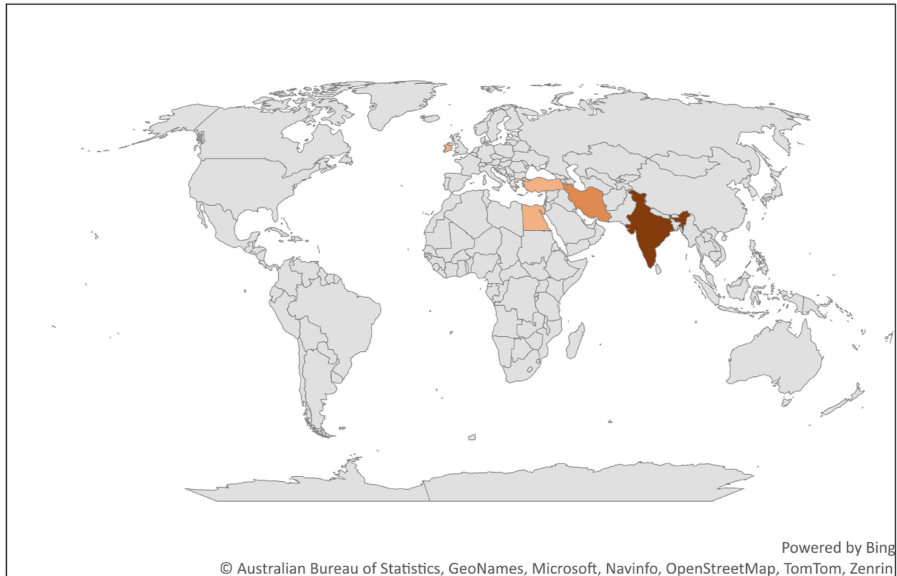 Powered by Bing
© Australian Bureau of Statistics, GeoNames, Microsoft, Navinfo, OpenStreetMap, TomTom, Zenrin